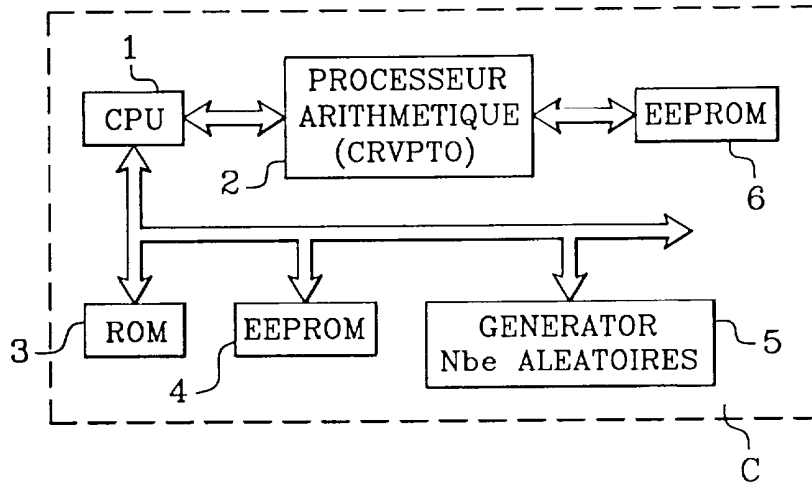 1
CPU
PROCESSEUR
ARITHMETIQUE
(CRVPTO)
2
EEPROM
6
ROM
3
EEPROM
4
GENERATOR
Nbe ALEATOIRES
5
C